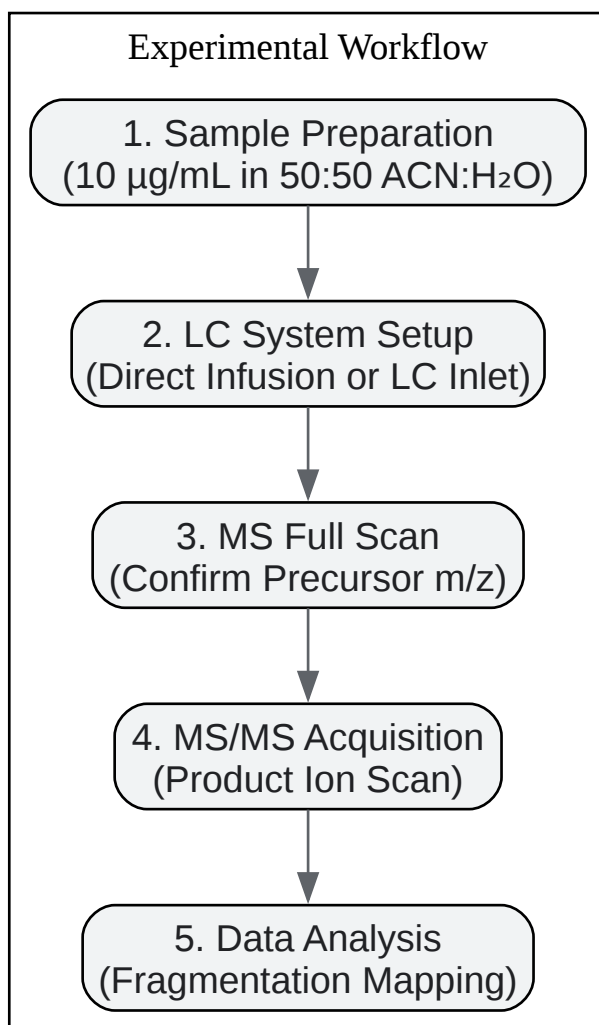 Experimental Workflow
1. Sample Preparation
(10 µg/mL in 50:50 ACN:H₂O)
2. LC System Setup
(Direct Infusion or LC Inlet)
3. MS Full Scan
(Confirm Precursor m/z)
4. MS/MS Acquisition
(Product Ion Scan)
5. Data Analysis
(Fragmentation Mapping)